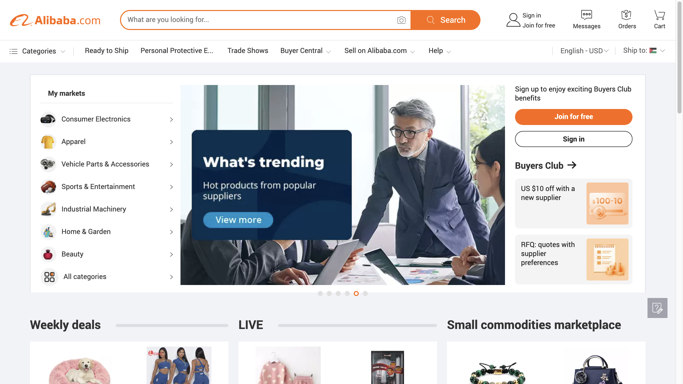 Alibaba.com
What are you looking for...
Search
Sign in
Join for free
Messages
Orders
Cart
Categories
Ready to Ship
Personal Protective E...
Trade Shows
Buyer Central
Sell on Alibaba.com
Help
English - USD
Ship to:
My markets
Consumer Electronics
Apparel
Vehicle Parts & Accessories
Sports & Entertainment
Industrial Machinery
Home & Garden
Beauty
All categories
What's trending
Hot products from popular
suppliers
View more
Sign up to enjoy exciting Buyers Club
benefits
Join for free
Sign in
Buyers Club
US $10 off with a
new supplier
$100-10
RFQ: quotes with
supplier
preferences
Weekly deals
LIVE
Small commodities marketplace